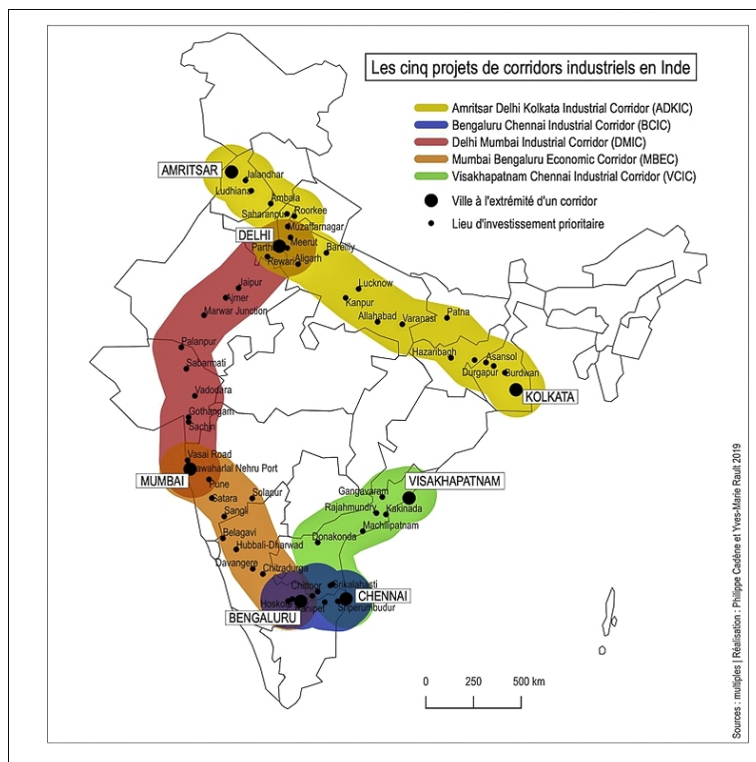 Les cinq projets de corridors industriels en Inde
Amritsar Delhi Kolkata Industrial Corridor (ADKIC)
Bengaluru Chennai Industrial Corridor (BCIC)
Delhi Mumbai Industrial Corridor (DMIC)
Mumbai Bengaluru Economic Corridor (MBEC)
Visakhapatnam Chennai Industrial Corridor (VCIC)
Ville à l'extrémité d'un corridor
Lieu d'investissement prioritaire
AMRITSAR
Jalandhar
Ludhiana
Ambala
Saharanpur
Roorkee
Muzaffarnagar
DELHI
Meerut
Bareilly
Rewari
Aligarh
Jaipur
Ajmer
Marwar Junction
Lucknow
Kanpur
Allahabad
Varanasi
Patna
Palanpur
Sabarmati
Hazaribagh
Asansol
Durgapur
Burdwan
KOLKATA
Vadodara
Gothangam
Sachin
Vasai Road
Jawaharlal Nehru Port
MUMBAI
Pune
Satara
Solapur
Sangli
Gangavaram
VISAKHAPATNAM
Rajahmundry
Kakinada
Machlipatnam
Donakonda
Belagavi
Hubbali-Dharwad
Davangere
Chitradurga
Chittoor
Srikalahasti
CHENNAI
Sriperumbudur
BENGALURU
0 250 500 km
Sources : multiples | Réalisation : Philippe Cadène et Yves-Marie Rault 2019